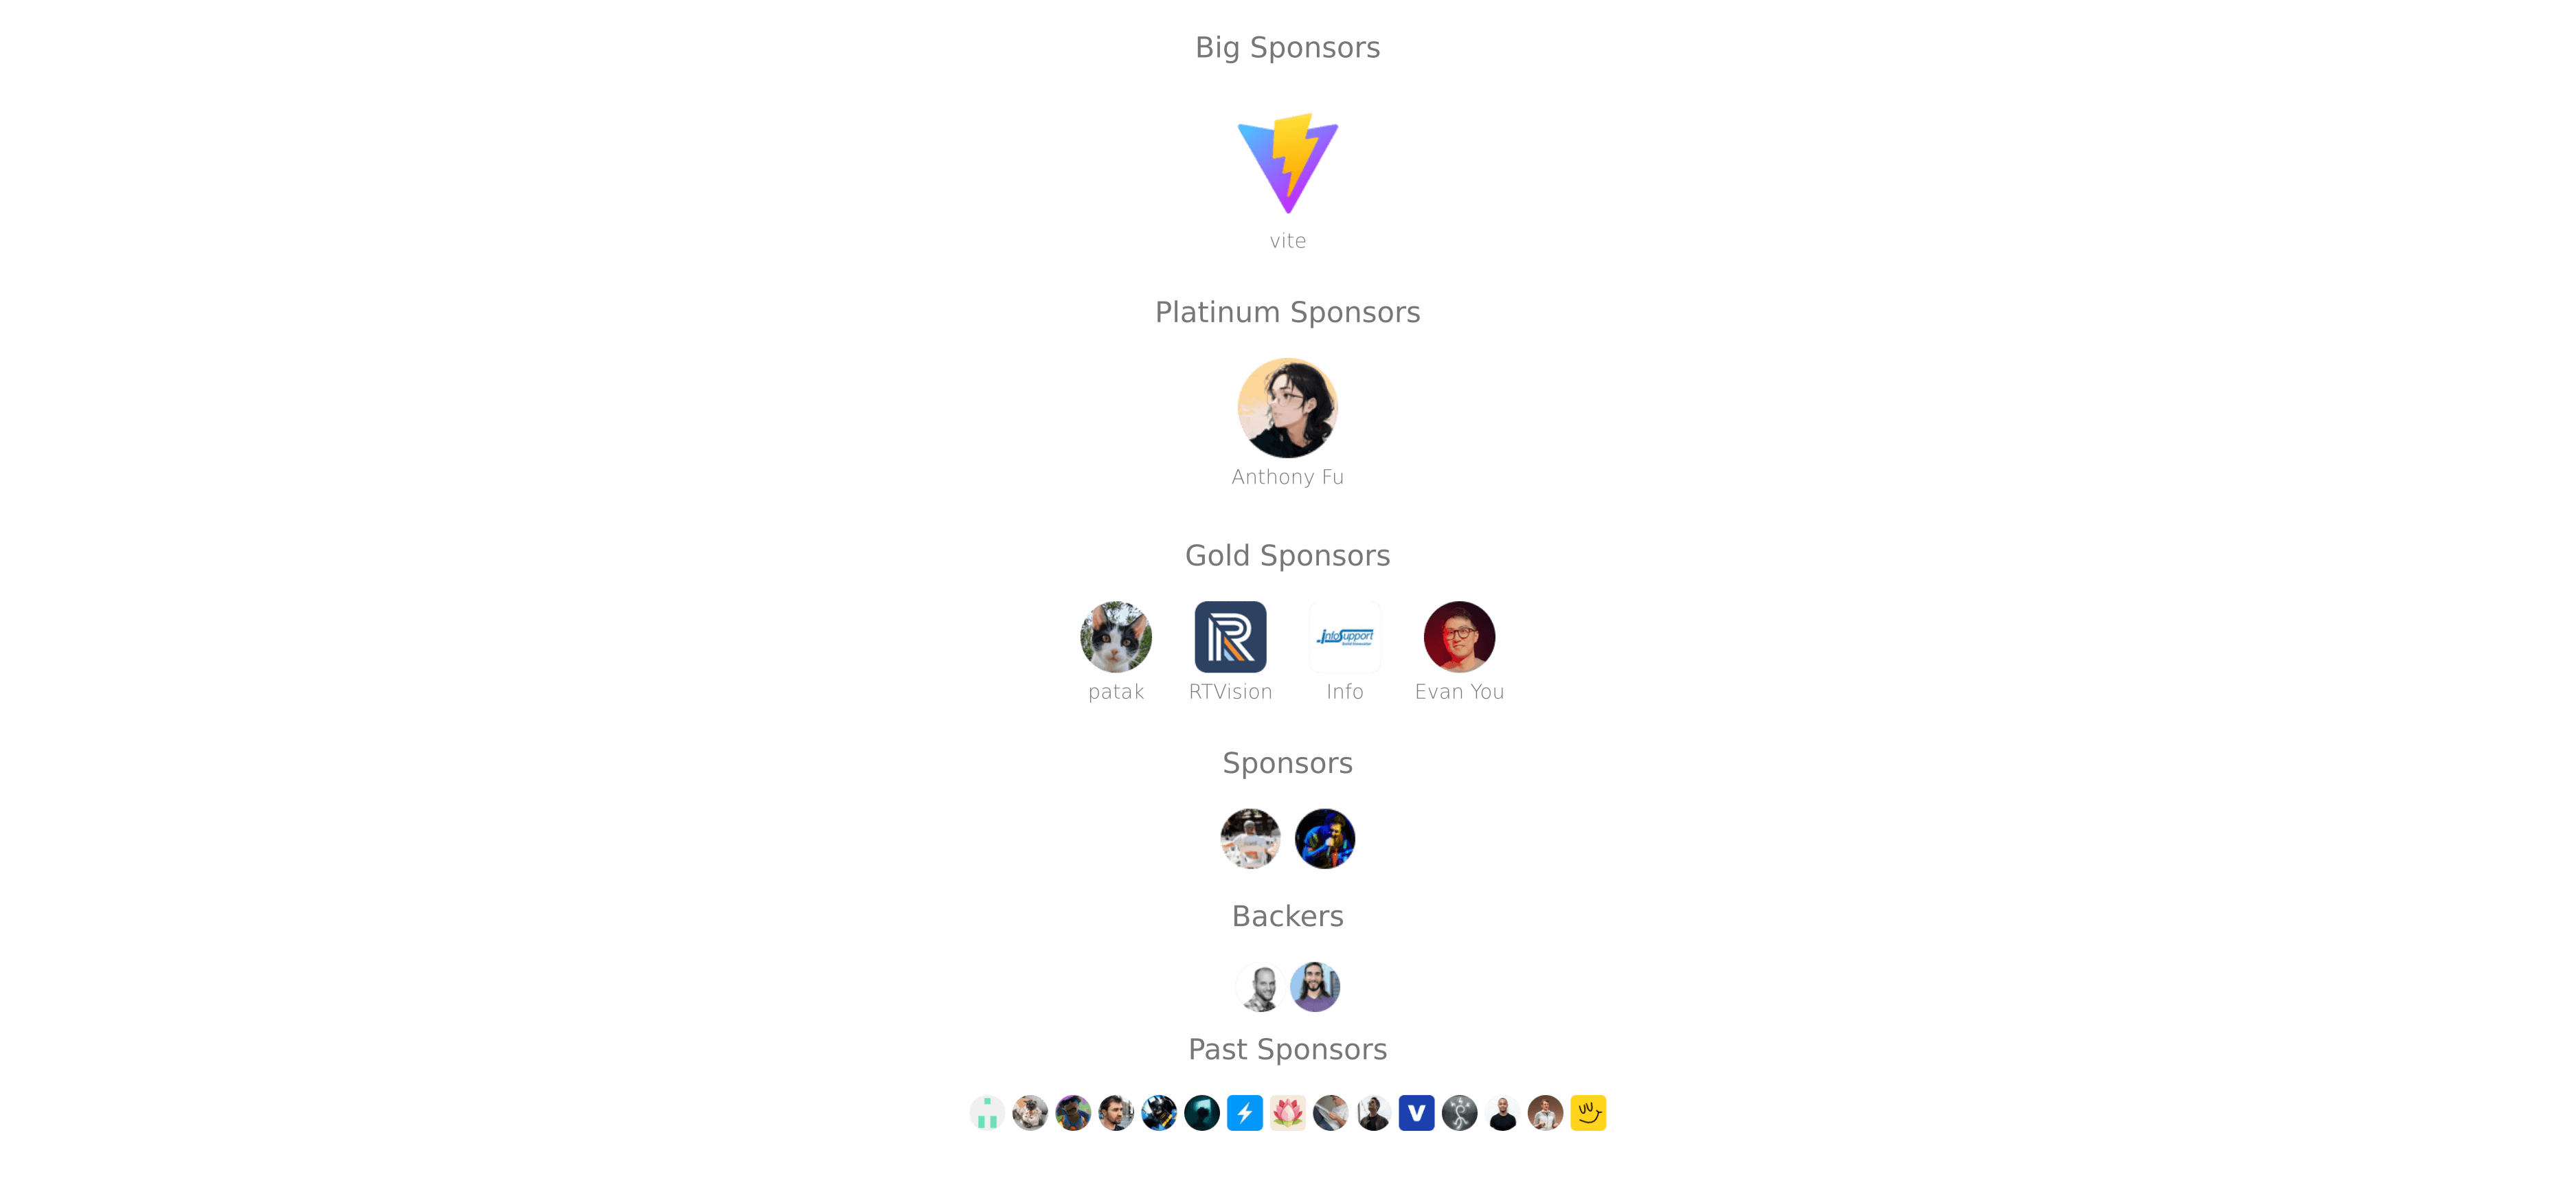 Big Sponsors
vite
Platinum Sponsors
Anthony Fu
Gold Sponsors
infoSupport
patak RTVision Info Evan You
Sponsors
Backers
Past Sponsors